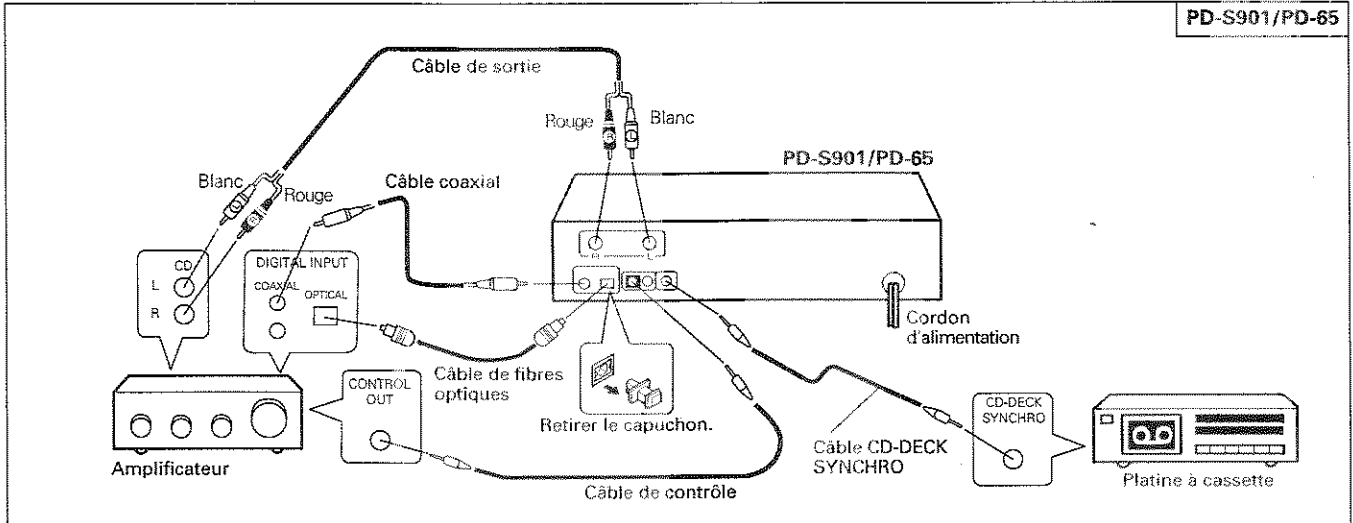 PD-S901/PD-65
Câble de sortie
Rouge
Blanc
PD-S901/PD-65
Blanc
Rouge
Câble coaxial
R
L
L
R
CD
L
R
DIGITAL INPUT
COAXIAL
OPTICAL
R
L
Cordon
d'alimentation
Câble de fibres
optiques
Retirer le capuchon.
CONTROL
OUT
CD-DECK
SYNCHRO
Câble CD-DECK
SYNCHRO
Amplificateur
Câble de contrôle
Platine à cassette